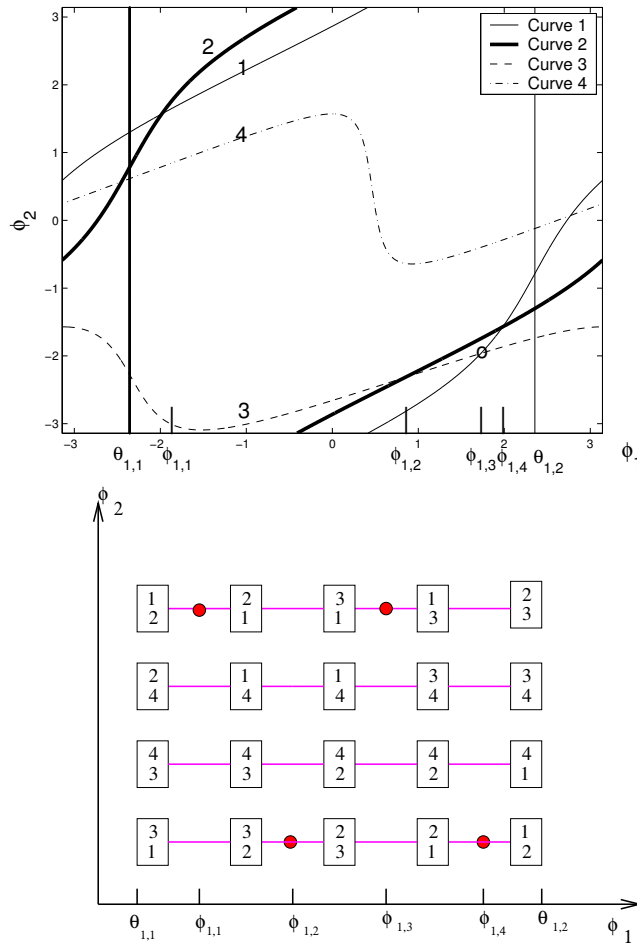 3
2
1
0
−1
−2
−3
ϕ2
2
1
4
3
o
Curve 1
Curve 2
Curve 3
Curve 4
−3 −2 −1 0 1 2 3
θ1,1 ϕ1,1 ϕ1,2 ϕ1,3 ϕ1,4 θ1,2
ϕ2
1 2 3 1 2
2 1 1 3 3
2 1 1 3 3
4 4 4 4 4
4 4 4 4 4
3 3 2 2 1
3 3 2 2 1
1 2 3 1 2
θ1,1 ϕ1,1 ϕ1,2 ϕ1,3 ϕ1,4 θ1,2 ϕ1